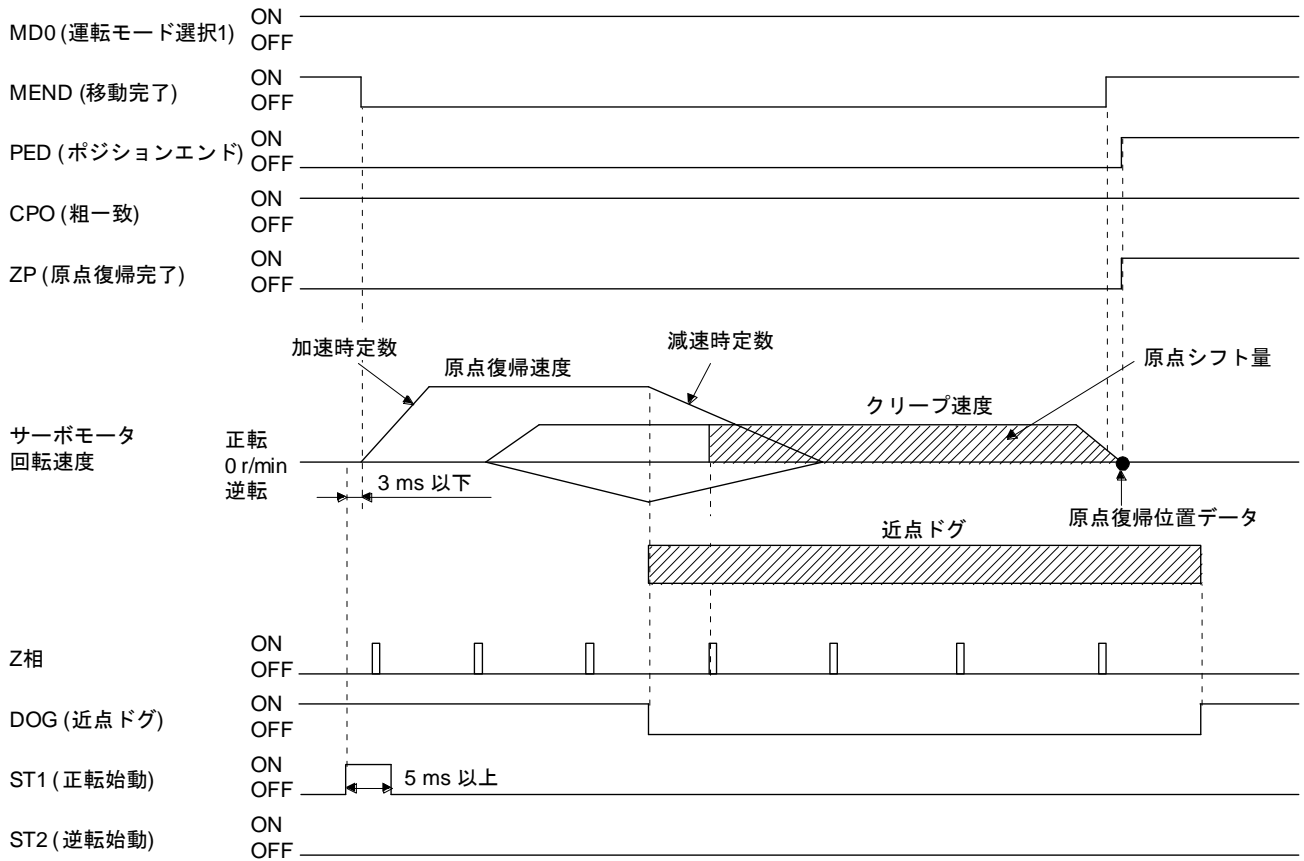 MD0 (運転モード選択1)
ON
OFF
MEND (移動完了)
ON
OFF
PED (ポジションエンド)
ON
OFF
CPO (粗一致)
ON
OFF
ZP (原点復帰完了)
ON
OFF
加速時定数
原点復帰速度
減速時定数
原点シフト量
クリープ速度
サーボモータ
回転速度
正転
0 r/min
逆転
3 ms 以下
原点復帰位置データ
近点ドグ
Z相
ON
OFF
DOG (近点ドグ)
ON
OFF
ST1 (正転始動)
ON
OFF
5 ms 以上
ST2 (逆転始動)
ON
OFF